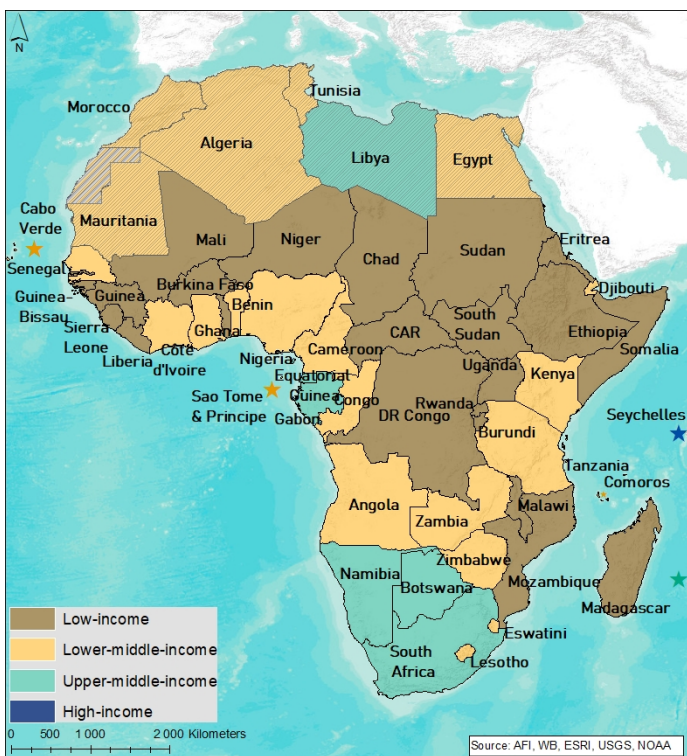 N
Tunisia
Morocco
Algeria
Libya
Egypt
Cabo
Verde
Mauritania
Mali
Niger
Chad
Sudan
Eritrea
Senegal
Guinea-
Bissau
Guinea
Burkina Faso
Benin
Djibouti
Sierra
Leone
Liberia
Côte
d'Ivoire
Ghana
Nigeria
Cameroon
CAR
South
Sudan
Ethiopia
Somalia
Equatorial
Guinea
Sao Tome
& Principe
Gabon
Congo
DR Congo
Uganda
Rwanda
Kenya
Burundi
Seychelles
Tanzania
Comoros
Angola
Zambia
Malawi
Zimbabwe
Mozambique
Madagascar
Namibia
Botswana
South
Africa
Eswatini
Lesotho
Low-income
Lower-middle-income
Upper-middle-income
High-income
0 500 1 000 2 000 Kilometers
Source: AFI, WB, ESRI, USGS, NOAA